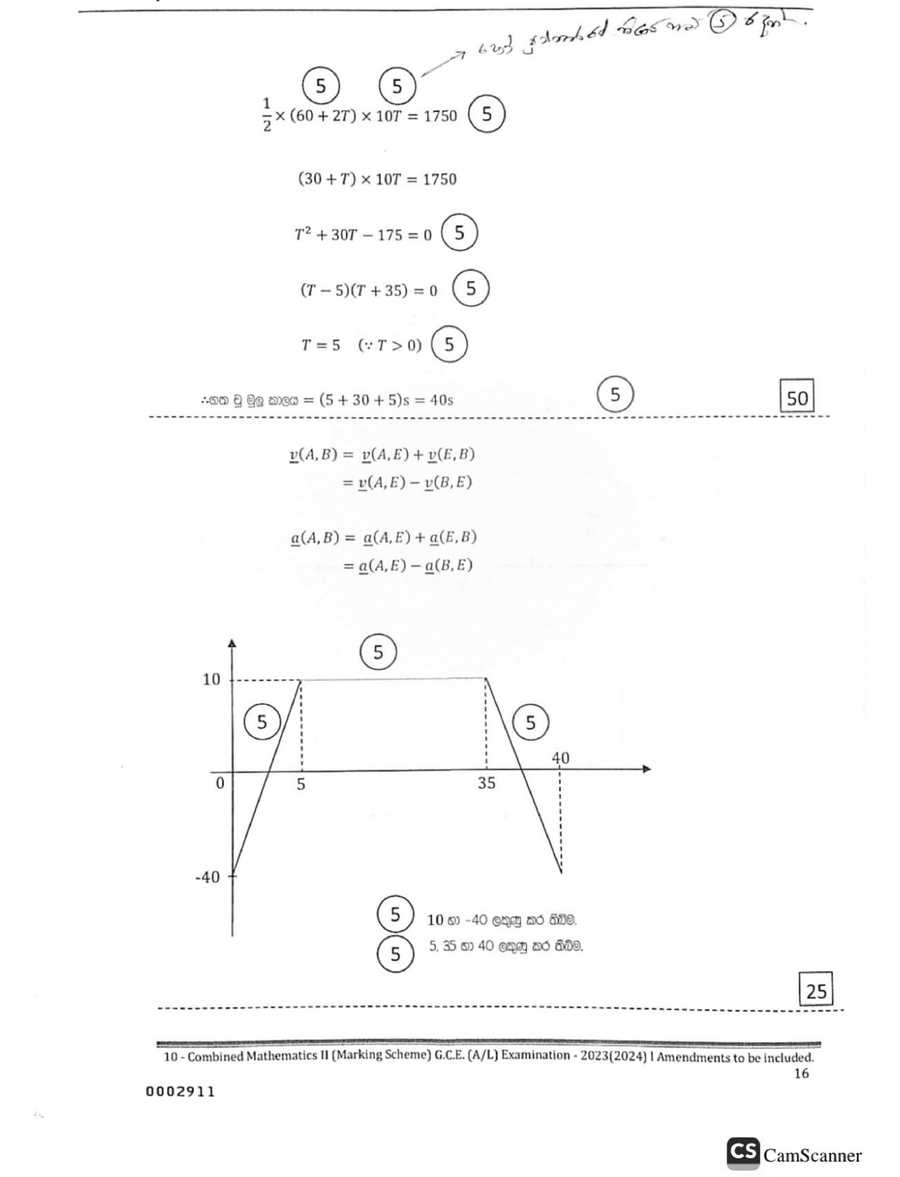 5 5
1/2 × (60 + 2T) × 10T = 1750 5
(30 + T) × 10T = 1750
T² + 30T − 175 = 0 5
(T − 5)(T + 35) = 0 5
T = 5 (∵ T > 0) 5
∴ගත වූ මුලු කාලය = (5 + 30 + 5)s = 40s 5 50
v(A, B) = v(A, E) + v(E, B)
= v(A, E) − v(B, E)
a(A, B) = a(A, E) + a(E, B)
= a(A, E) − a(B, E)
5
10
5 5
40
0 5 35
-40
5 10 හා −40 ලකුණු කර තිබීම.
5 5, 35 හා 40 ලකුණු කර තිබීම.
25
10 - Combined Mathematics II (Marking Scheme) G.C.E. (A/L) Examination - 2023(2024) I Amendments to be included.
16
0002911
CS CamScanner